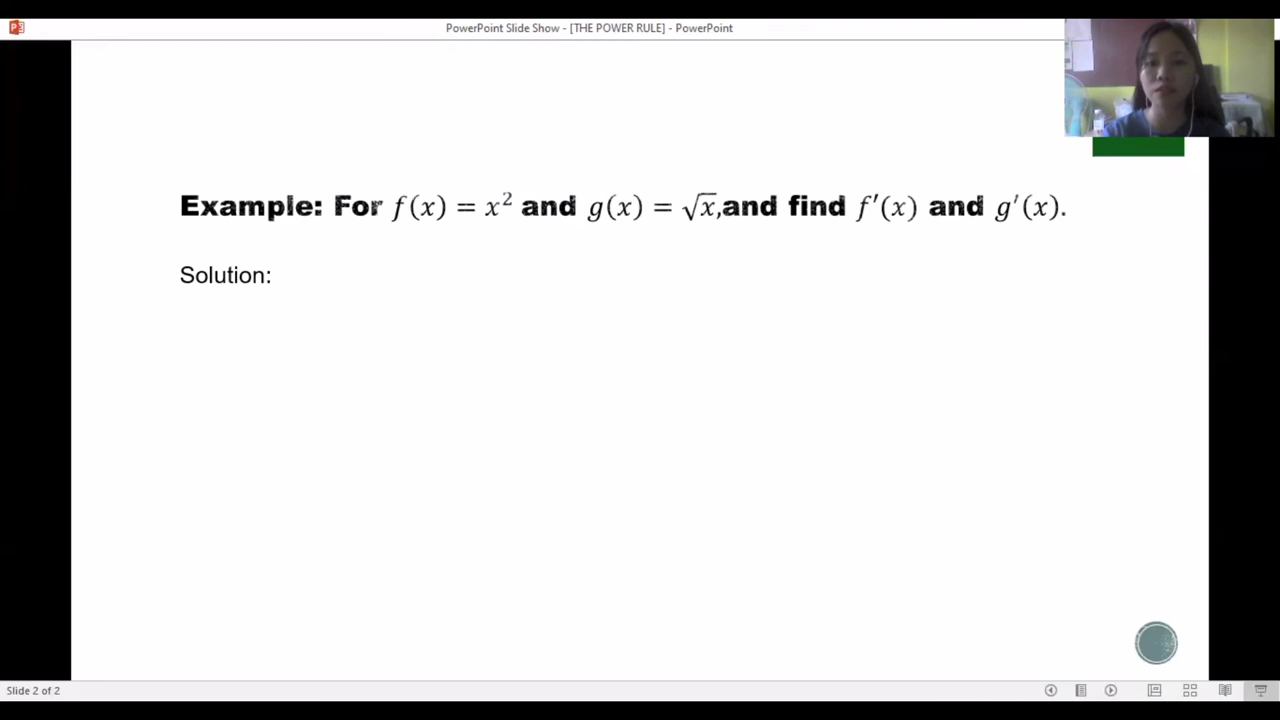 PowerPoint Slide Show - [THE POWER RULE] - PowerPoint
Example: For f(x) = x² and g(x) = √x,and find f′(x) and g′(x).
Solution:
Slide 2 of 2